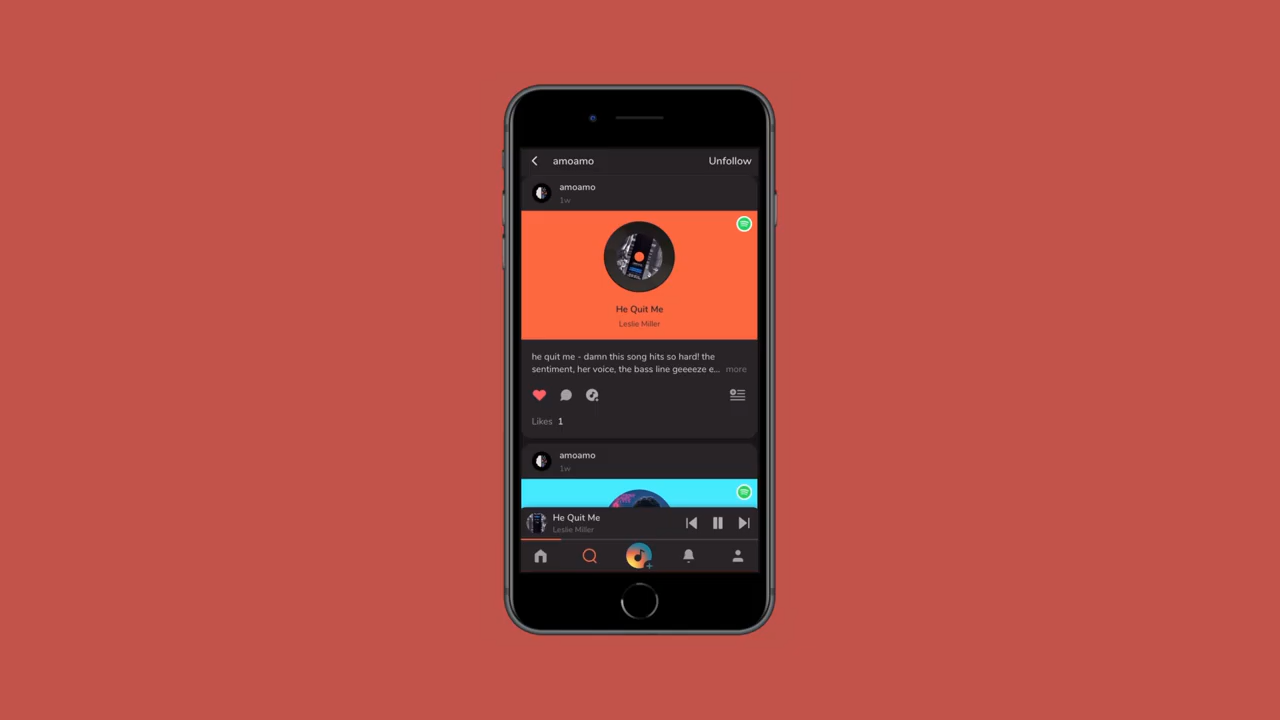 amoamo
Unfollow
amoamo
1w
He Quit Me
Leslie Miller
he quit me - damn this song hits so hard! the
sentiment, her voice, the bass line geeeeze e... more
Likes 1
amoamo
1w
He Quit Me
Leslie Miller